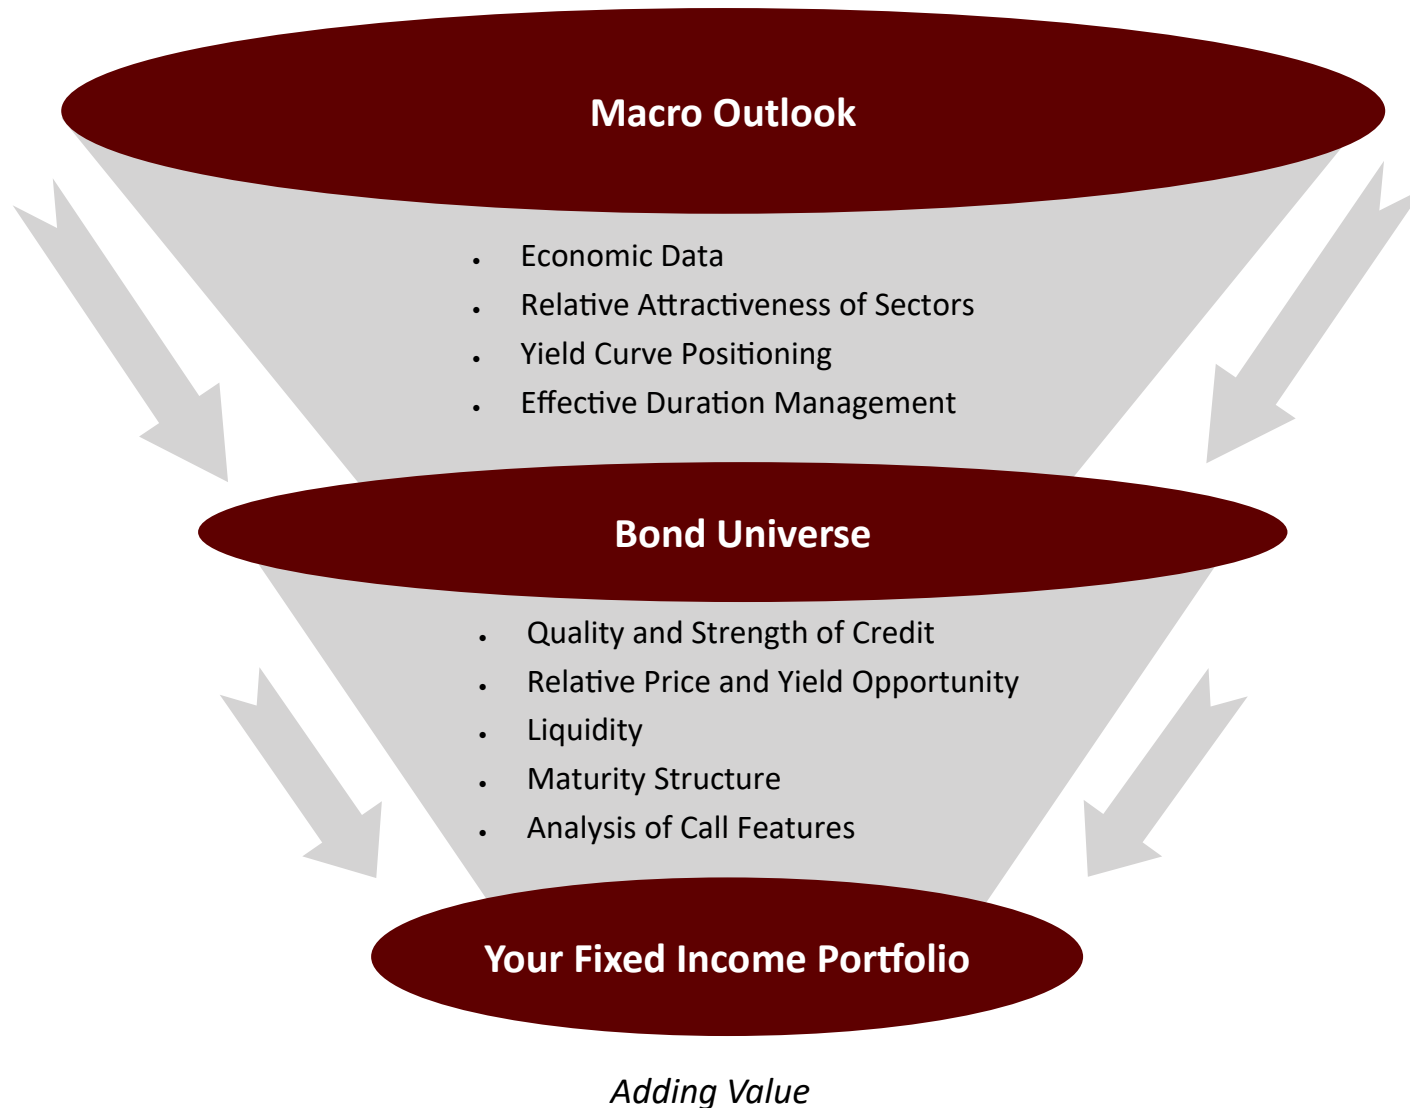 Macro Outlook
• Economic Data
• Relative Attractiveness of Sectors
• Yield Curve Positioning
• Effective Duration Management
Bond Universe
• Quality and Strength of Credit
• Relative Price and Yield Opportunity
• Liquidity
• Maturity Structure
• Analysis of Call Features
Your Fixed Income Portfolio
Adding Value